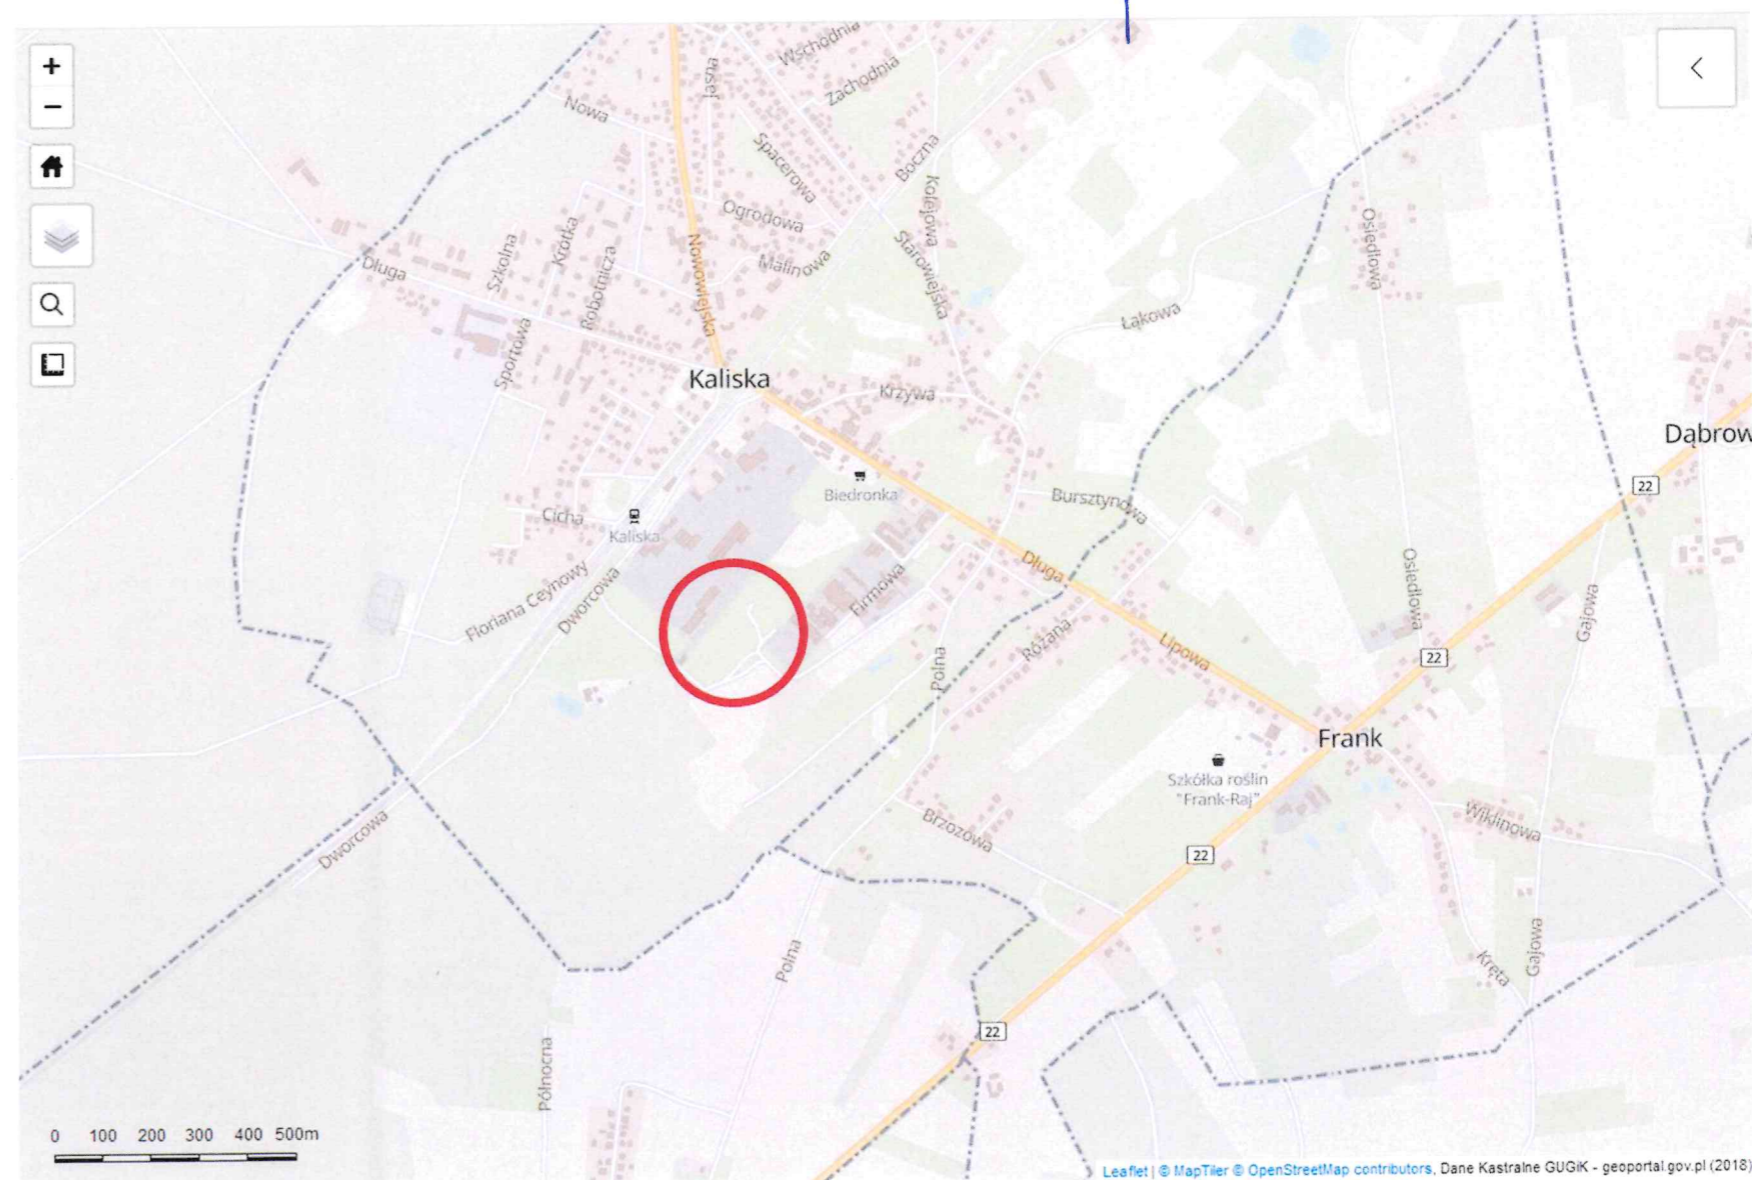 +
−
Wschodnia
Jasna
Zachodnia
Nowa
Spacerowa
Boczna
Kolejowa
Ogrodowa
Szkolna
Krótka
Robotnicza
Nowowiejska
Malinowa
Starowiejska
Osiedlowa
Długa
Sportowa
Łąkowa
Kaliska
Krzywa
Dąbrow
22
Biedronka
Bursztynowa
Cicha
Kaliska
Długa
Osiedlowa
Floriana Ceynowy
Dworcowa
Firmowa
Gajowa
Różana
Lipowa
22
Polna
Frank
Szkółka roślin
"Frank-Raj"
Wiklinowa
Brzozowa
Dworcowa
22
Polna
Kręta
Gajowa
22
Północna
0 100 200 300 400 500m
Leaflet | © MapTiler © OpenStreetMap contributors, Dane Kastralne GUGiK - geoportal.gov.pl (2018)